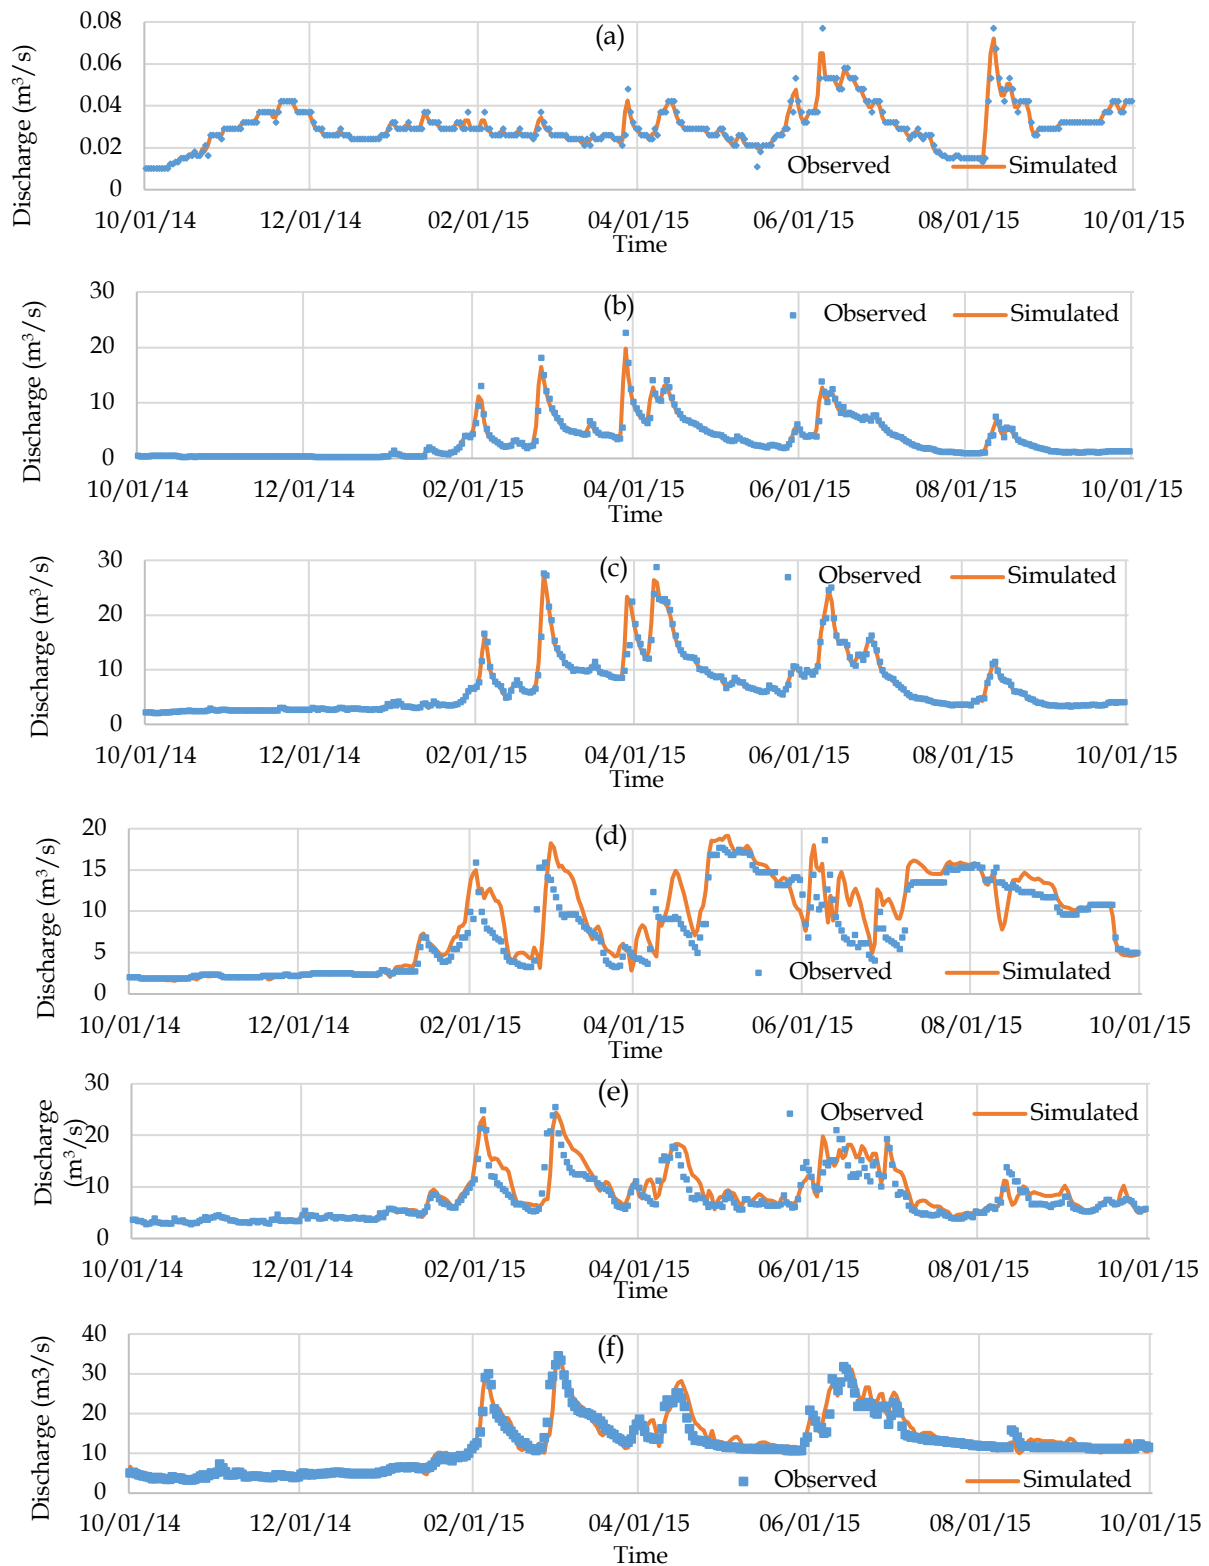 (a)
Discharge (m³/s)
0.08
0.06
0.04
0.02
0
Observed Simulated
10/01/14 12/01/14 02/01/15 04/01/15 06/01/15 08/01/15 10/01/15
Time
(b)
Discharge (m³/s)
30
20
10
0
Observed Simulated
10/01/14 12/01/14 02/01/15 04/01/15 06/01/15 08/01/15 10/01/15
Time
(c)
Discharge (m³/s)
30
20
10
0
Observed Simulated
10/01/14 12/01/14 02/01/15 04/01/15 06/01/15 08/01/15 10/01/15
Time
(d)
Discharge (m³/s)
20
15
10
5
0
Observed Simulated
10/01/14 12/01/14 02/01/15 04/01/15 06/01/15 08/01/15 10/01/15
Time
(e)
Discharge
(m³/s)
30
20
10
0
Observed Simulated
10/01/14 12/01/14 02/01/15 04/01/15 06/01/15 08/01/15 10/01/15
Time
(f)
Discharge (m3/s)
40
30
20
10
0
Observed Simulated
10/01/14 12/01/14 02/01/15 04/01/15 06/01/15 08/01/15 10/01/15
Time